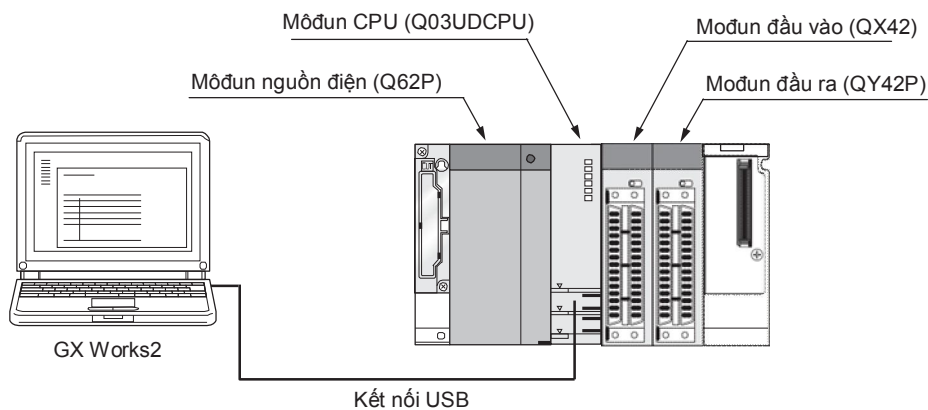 Môđun CPU (Q03UDCPU)
Mođun đầu vào (QX42)
Môđun nguồn điện (Q62P)
Mođun đầu ra (QY42P)
GX Works2
Kết nối USB